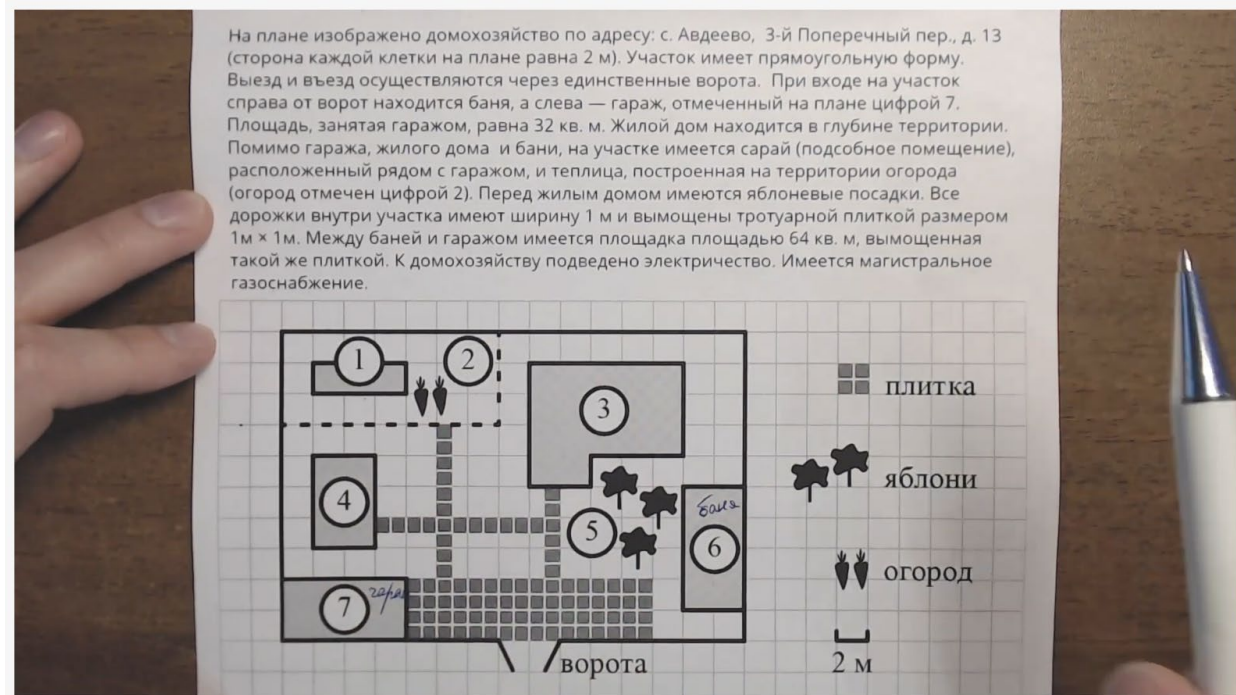 На плане изображено домохозяйство по адресу: с. Авдеево, 3-й Поперечный пер., д. 13
(сторона каждой клетки на плане равна 2 м). Участок имеет прямоугольную форму.
Выезд и въезд осуществляются через единственные ворота. При входе на участок
справа от ворот находится баня, а слева — гараж, отмеченный на плане цифрой 7.
Площадь, занятая гаражом, равна 32 кв. м. Жилой дом находится в глубине территории.
Помимо гаража, жилого дома и бани, на участке имеется сарай (подсобное помещение),
расположенный рядом с гаражом, и теплица, построенная на территории огорода
(огород отмечен цифрой 2). Перед жилым домом имеются яблоневые посадки. Все
дорожки внутри участка имеют ширину 1 м и вымощены тротуарной плиткой размером
1м × 1м. Между баней и гаражом имеется площадка площадью 64 кв. м, вымощенная
такой же плиткой. К домохозяйству подведено электричество. Имеется магистральное
газоснабжение.
1
2
3
плитка
4
яблони
баня
5
6
огород
7
гараж
ворота
2 м